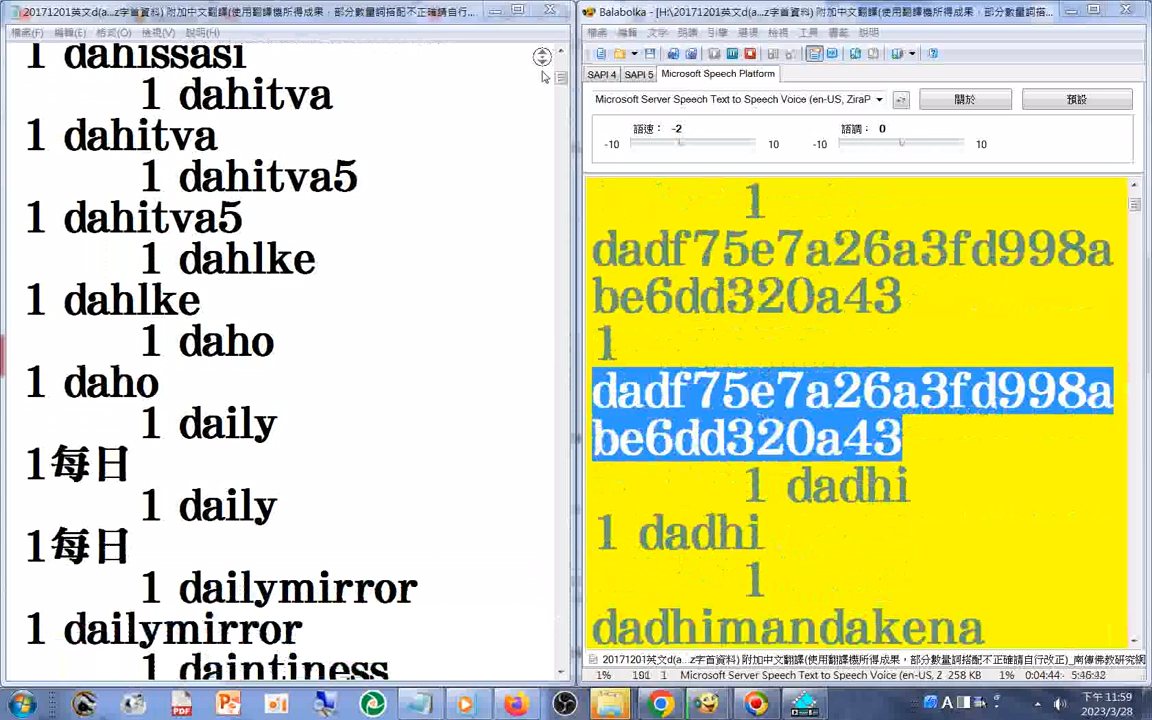 20171201英文d(a...z字首資料) 附加中文翻譯(使用翻譯機所得成果，部分數量詞搭配不正確請自行...
檔案(F) 編輯(E) 格式(O) 檢視(V) 說明(H)
1 dahissasi
1 dahitva
1 dahitva
1 dahitva5
1 dahitva5
1 dahlke
1 dahlke
1 daho
1 daho
1 daily
1每日
1 daily
1每日
1 dailymirror
1 dailymirror
1 daintiness
Balabolka - [H:\20171201英文d(a...z字首資料) 附加中文翻譯(使用翻譯機所得成果，部分數量詞搭配不正確請自...
檔案 編輯 文字 朗讀 引擎 選項 檢視 工具 書籤 說明
SAPI 4 SAPI 5 Microsoft Speech Platform
Microsoft Server Speech Text to Speech Voice (en-US, ZiraP 關於 預設
語速： -2 語調： 0
-10 10 -10 10
1
dadf75e7a26a3fd998a
be6dd320a43
1
dadf75e7a26a3fd998a
be6dd320a43
1 dadhi
1 dadhi
1
dadhimandakena
20171201英文d(a...z字首資料) 附加中文翻譯(使用翻譯機所得成果，部分數量詞搭配不正確請自行改正)_南傳佛教研究網
1% 191 1 Microsoft Server Speech Text to Speech Voice (en-US, Z 258 KB 1% 0:04:44 5:46:32
下午 11:59
2023/3/28